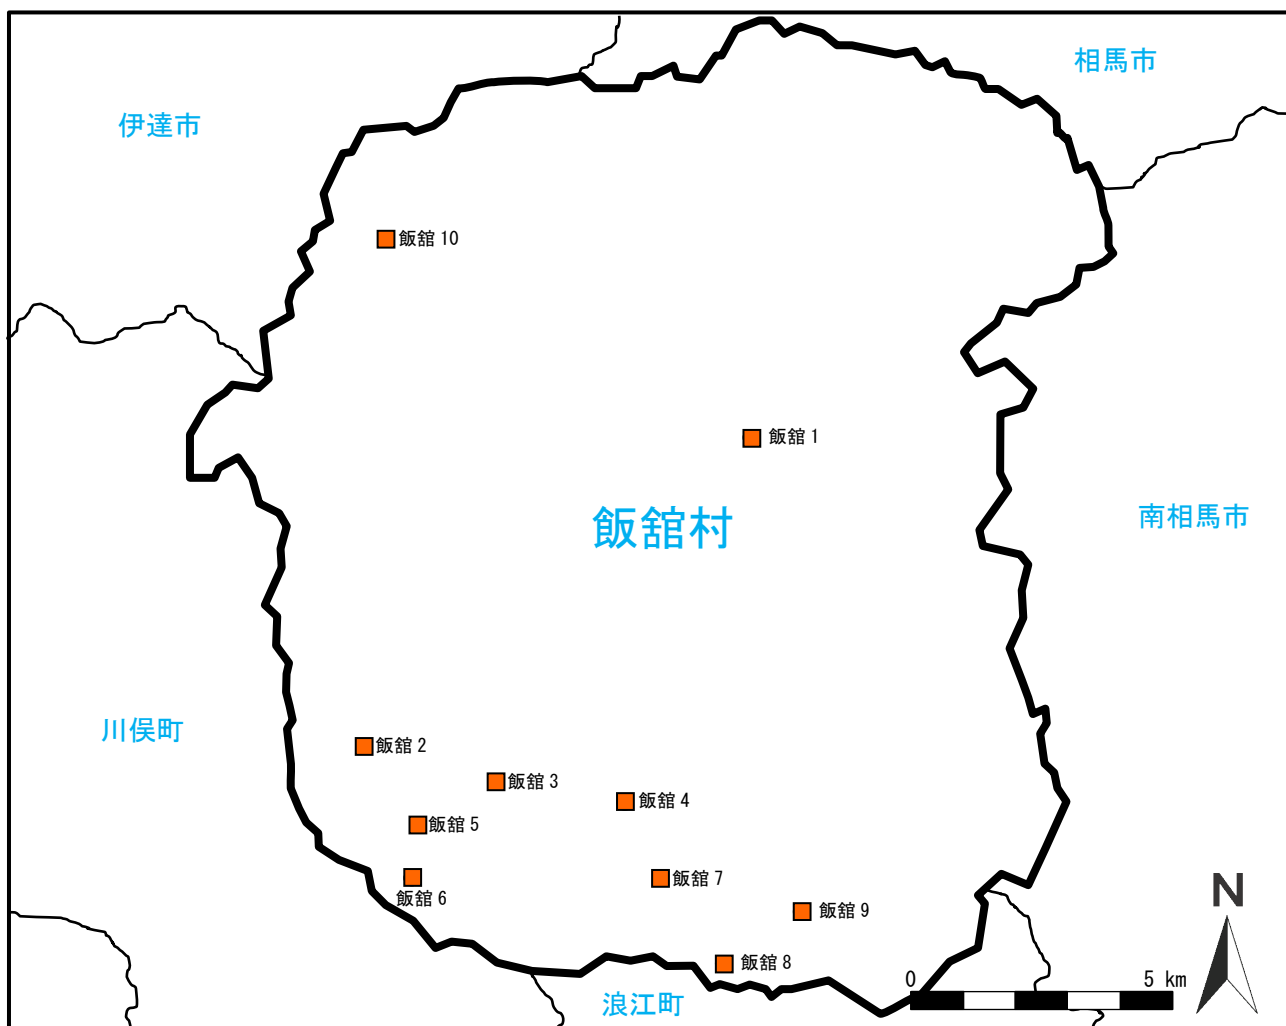 相馬市
伊達市
飯舘 10
飯舘 1
飯舘村
南相馬市
川俣町
飯舘 2
飯舘 3
飯舘 4
飯舘 5
飯舘 6
飯舘 7
飯舘 9
飯舘 8
浪江町
N
0 5 km